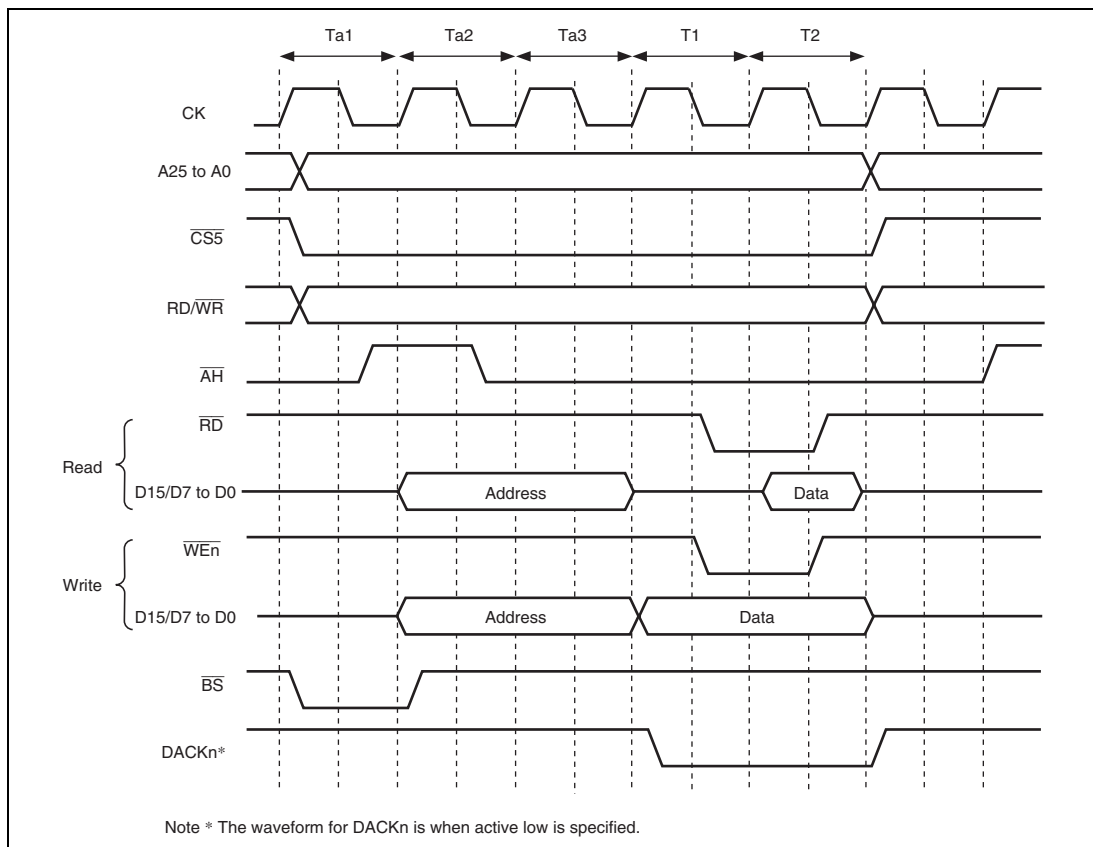 Ta1 Ta2 Ta3 T1 T2
CK
A25 to A0
CS5
RD/WR
AH
RD
Read
D15/D7 to D0 Address Data
WEn
Write
D15/D7 to D0 Address Data
BS
DACKn*
Note * The waveform for DACKn is when active low is specified.